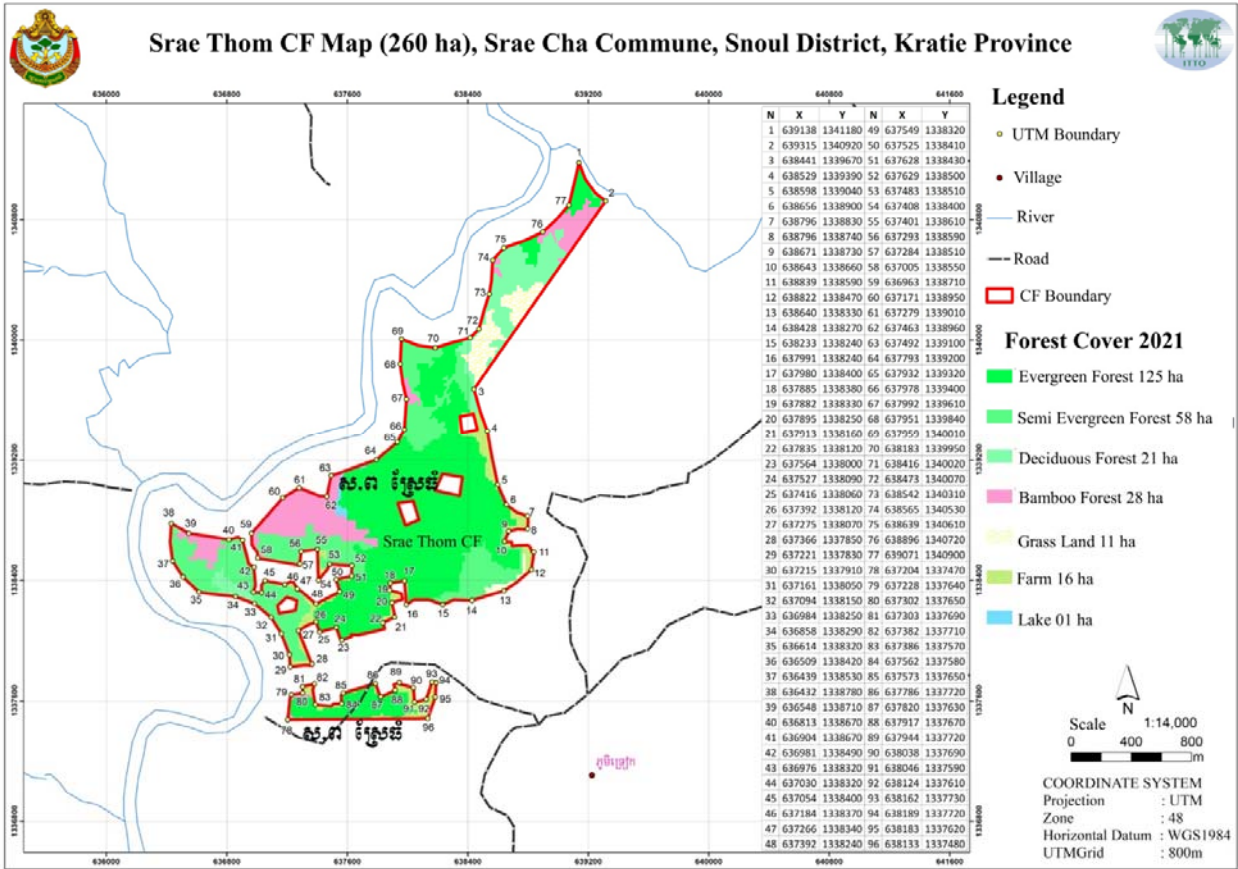 Srae Thom CF Map (260 ha), Srae Cha Commune, Snoul District, Kratie Province
ITTO
636000 636800 637600 638400 639200 640000 640800 641600
1340800 1340000 1339200 1338400 1337600 1336800
N X Y N X Y
1 639138 1341180 49 637549 1338320
2 639315 1340920 50 637525 1338410
3 638441 1339670 51 637628 1338430
4 638529 1339390 52 637629 1338500
5 638598 1339040 53 637483 1338510
6 638656 1338900 54 637408 1338400
7 638796 1338830 55 637401 1338610
8 638796 1338740 56 637293 1338590
9 638671 1338730 57 637284 1338510
10 638643 1338660 58 637005 1338550
11 638839 1338590 59 636963 1338710
12 638822 1338470 60 637171 1338950
13 638640 1338330 61 637279 1339010
14 638428 1338270 62 637463 1338960
15 638233 1338240 63 637492 1339100
16 637991 1338240 64 637793 1339200
17 637980 1338400 65 637932 1339320
18 637885 1338380 66 637978 1339400
19 637882 1338330 67 637992 1339610
20 637895 1338250 68 637951 1339840
21 637913 1338160 69 637959 1340010
22 637835 1338120 70 638183 1339950
23 637564 1338000 71 638416 1340020
24 637527 1338090 72 638473 1340070
25 637416 1338060 73 638542 1340310
26 637392 1338120 74 638565 1340530
27 637275 1338070 75 638639 1340610
28 637366 1337850 76 638896 1340720
29 637221 1337830 77 639071 1340900
30 637215 1337910 78 637204 1337470
31 637161 1338050 79 637228 1337640
32 637094 1338150 80 637302 1337650
33 636984 1338250 81 637303 1337690
34 636858 1338290 82 637382 1337710
35 636614 1338320 83 637386 1337570
36 636509 1338420 84 637562 1337580
37 636439 1338530 85 637573 1337650
38 636432 1338780 86 637786 1337720
39 636548 1338710 87 637820 1337630
40 636813 1338670 88 637917 1337670
41 636904 1338670 89 637944 1337720
42 636981 1338490 90 638038 1337690
43 636976 1338320 91 638046 1337590
44 637030 1338320 92 638124 1337610
45 637054 1338400 93 638162 1337730
46 637184 1338370 94 638189 1337720
47 637266 1338340 95 638183 1337620
48 637392 1338240 96 638133 1337480
ស.ព ស្រែធំ
Srae Thom CF
ស.ព ស្រែធំ
Legend
UTM Boundary
Village
River
Road
CF Boundary
Forest Cover 2021
Evergreen Forest 125 ha
Semi Evergreen Forest 58 ha
Deciduous Forest 21 ha
Bamboo Forest 28 ha
Grass Land 11 ha
Farm 16 ha
Lake 01 ha
N
Scale 1:14,000
0 400 800
m
COORDINATE SYSTEM
Projection : UTM
Zone : 48
Horizontal Datum : WGS1984
UTMGrid : 800m